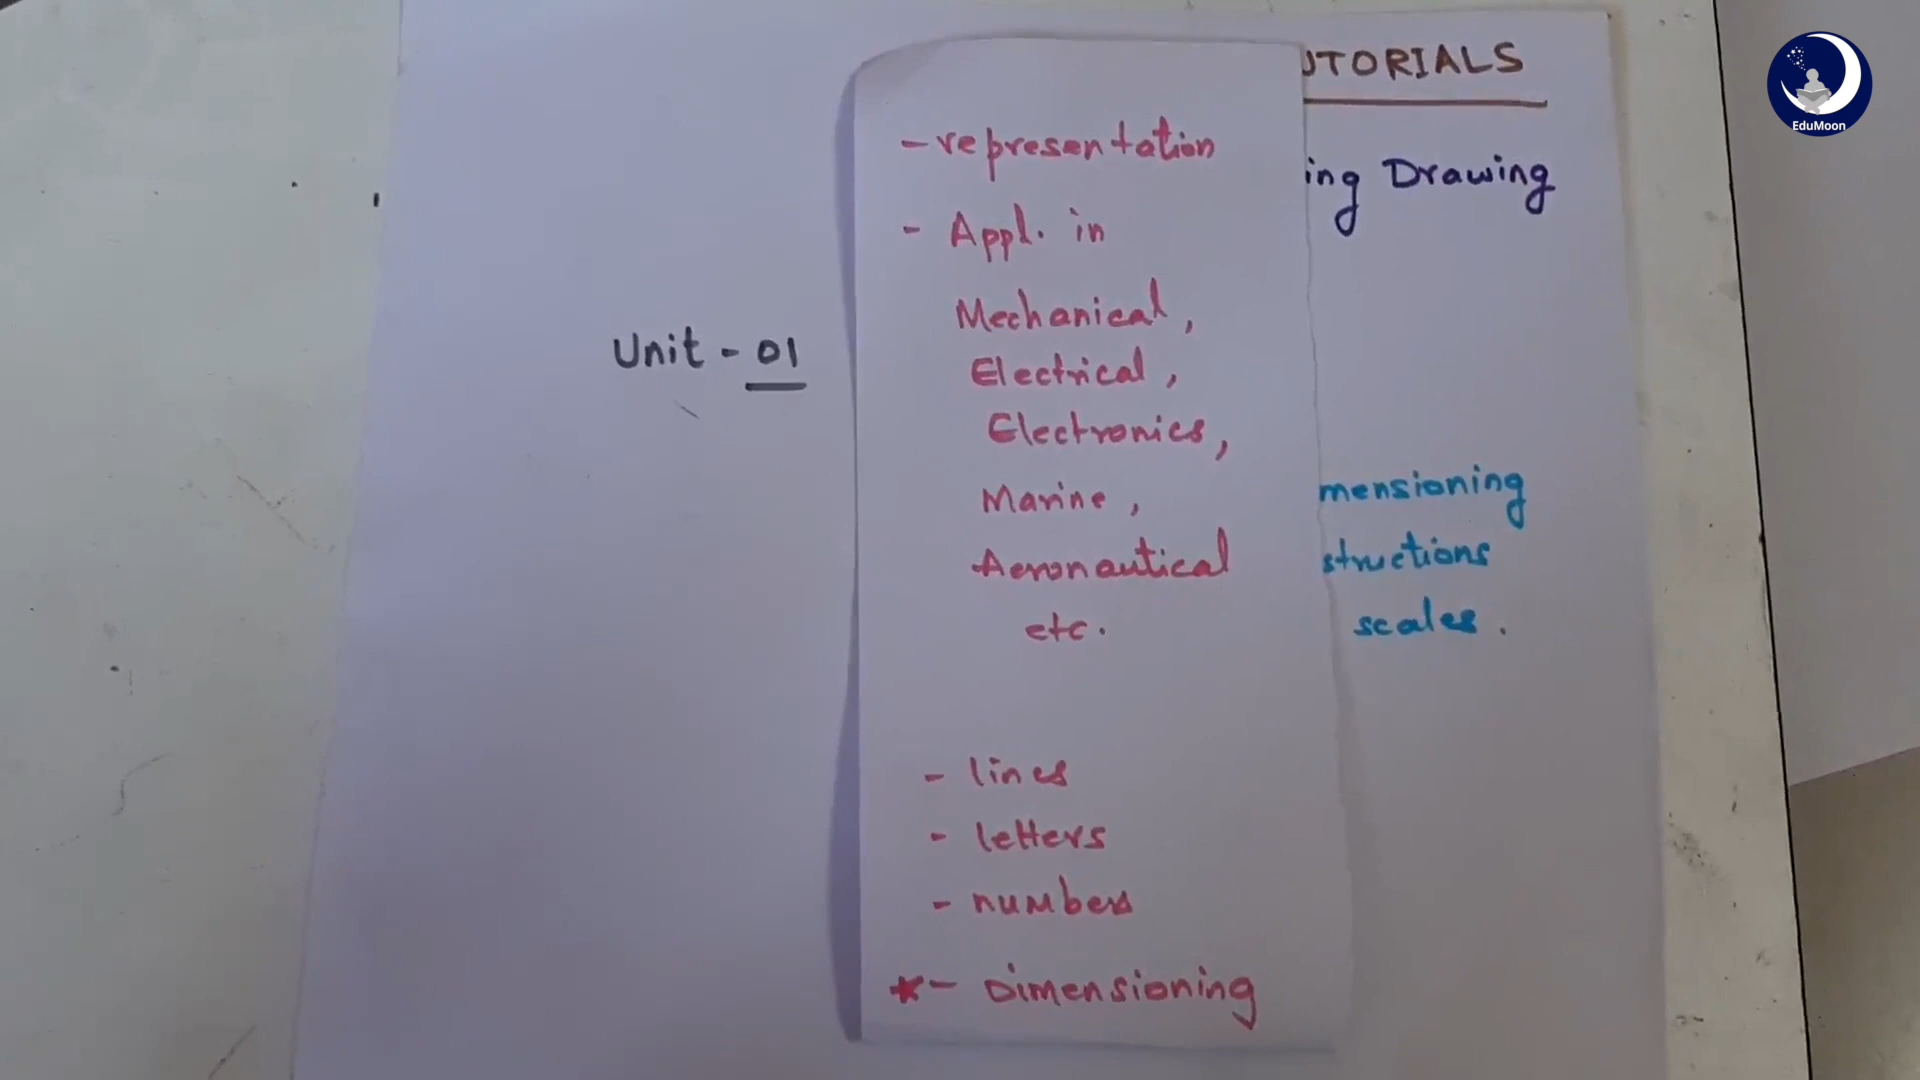 UTORIALS
EduMoon
ing Drawing
Unit - 01
- representation
- Appl. in
Mechanical,
Electrical,
Electronics,
Marine,
Aeronautical
etc.
mensioning
structions
scales.
- lines
- letters
- numbers
*- Dimensioning